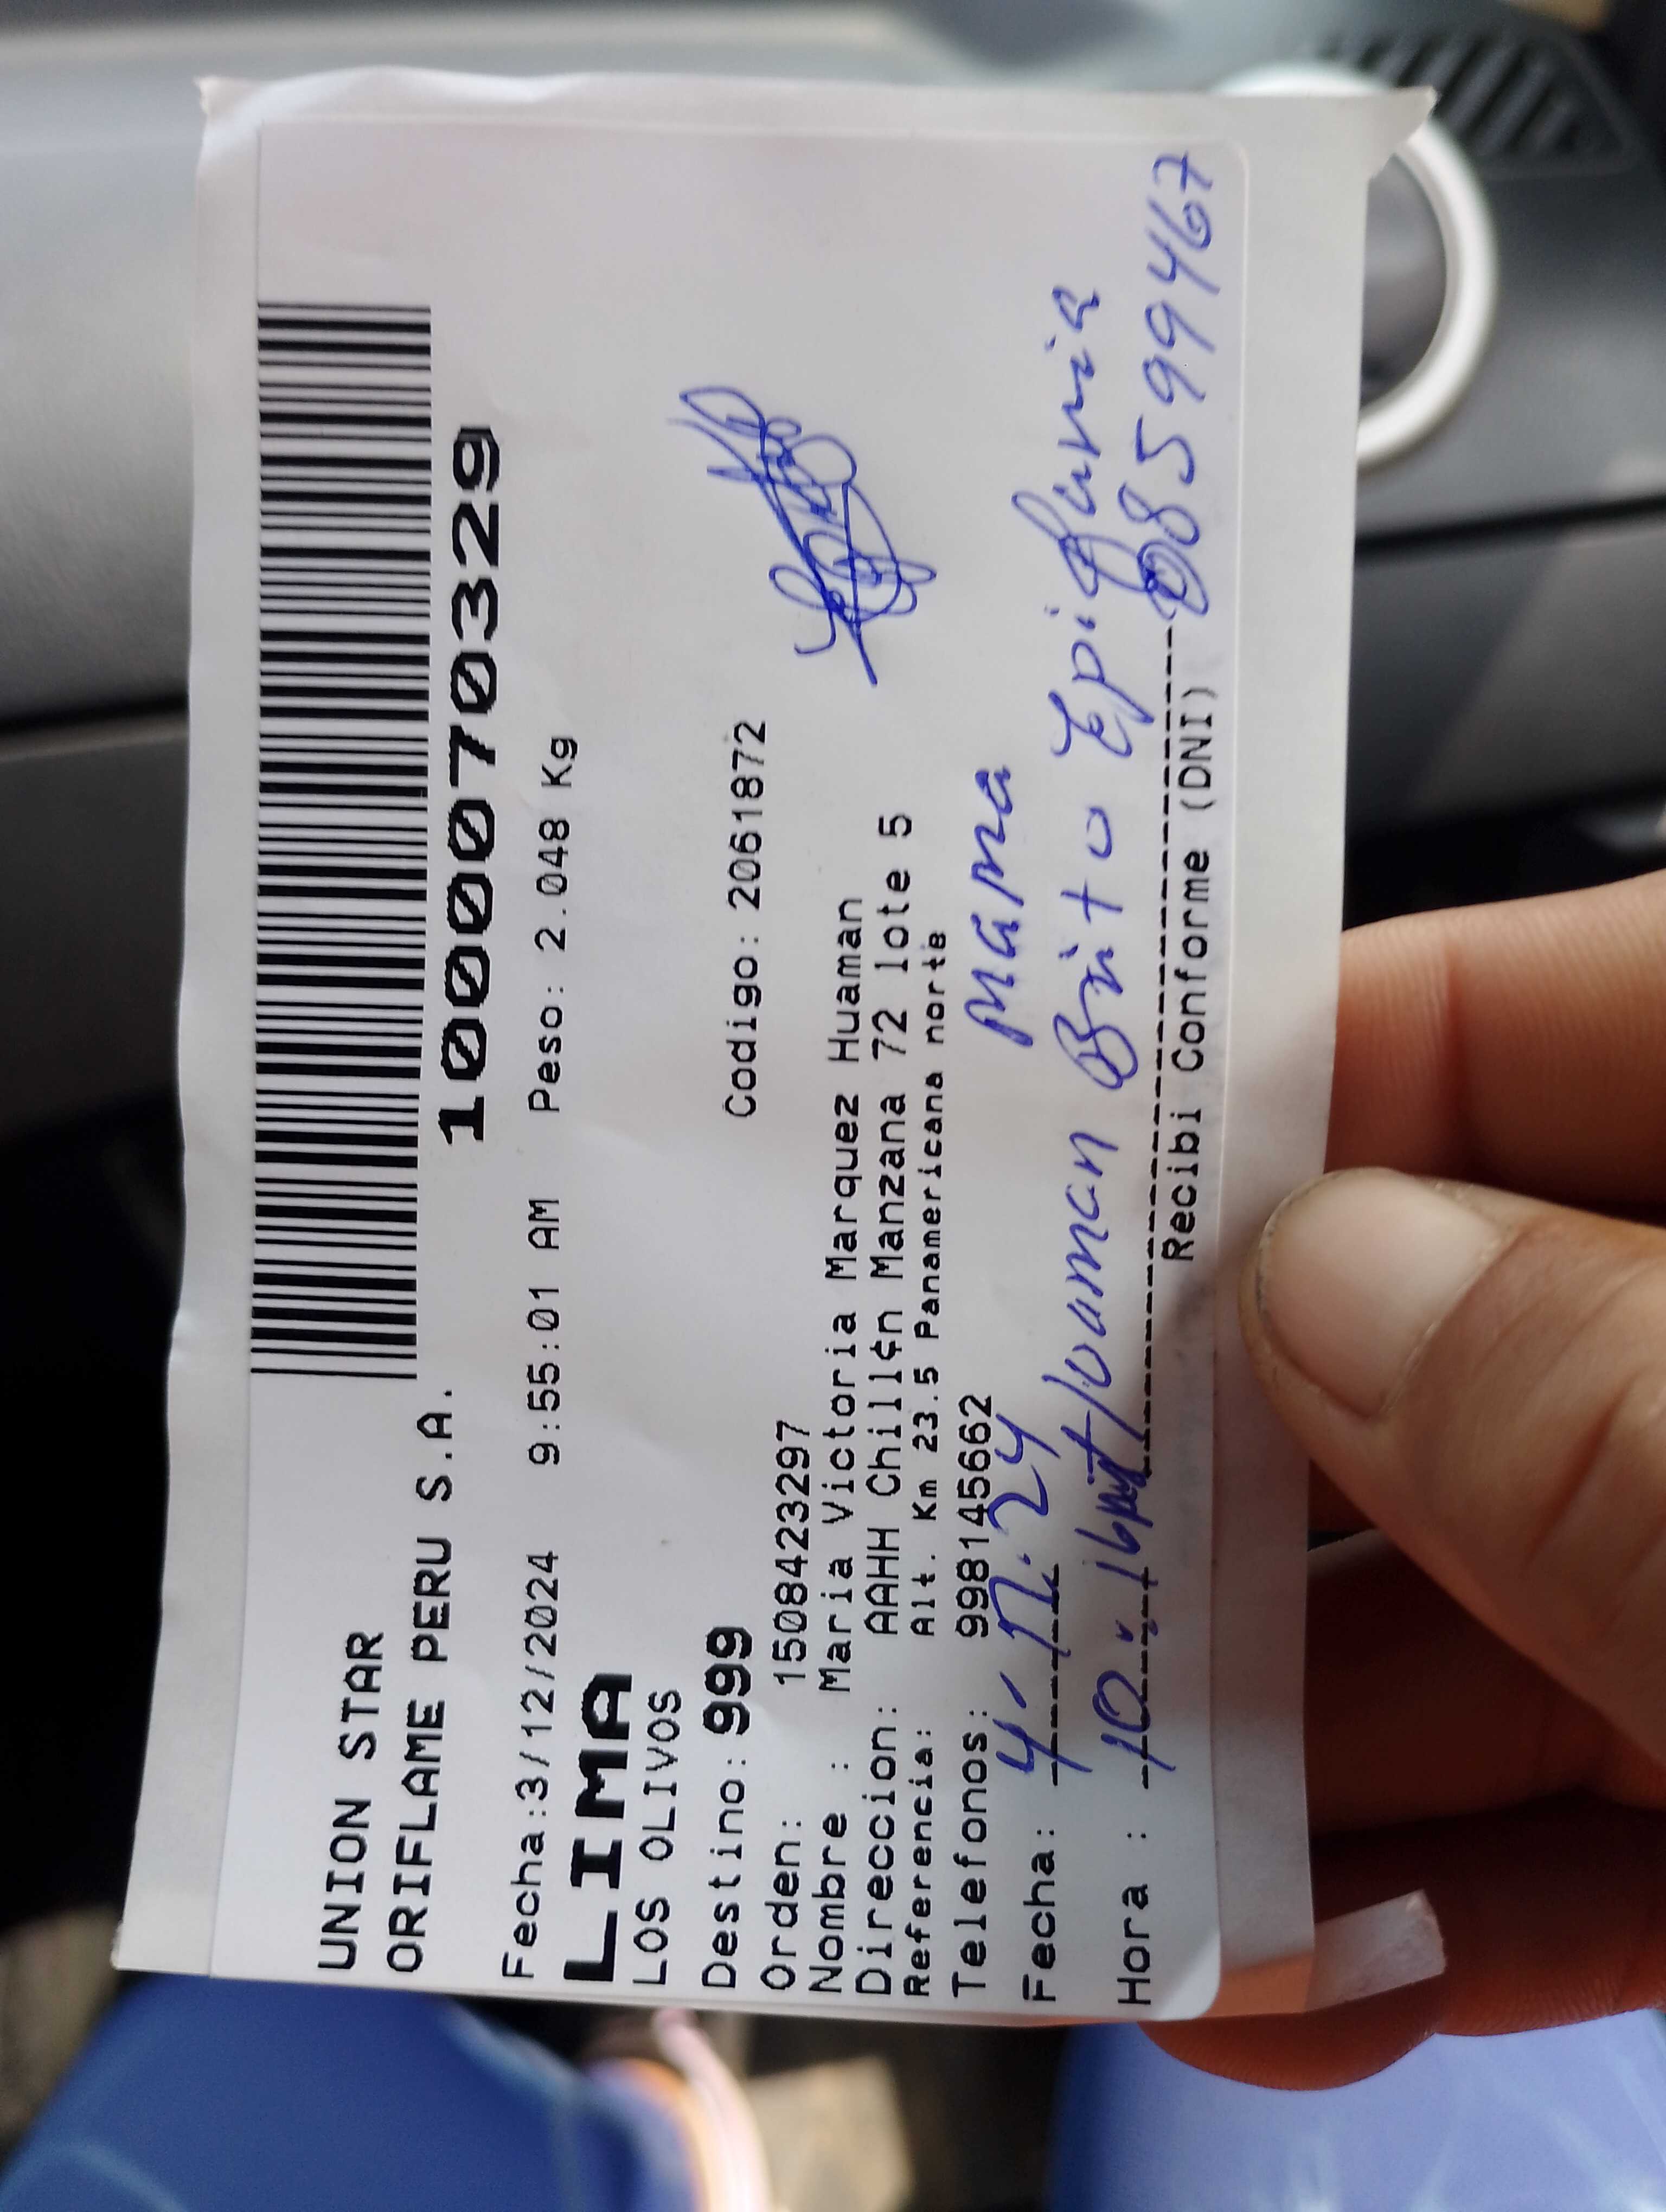 UNION STAR
ORIFLAME PERU S.A.
100070329
Fecha:3/12/2024 9:55:01 AM Peso: 2.048 Kg
LIMA
LOS OLIVOS
Destino: 999 Codigo: 2061872
Orden: 1508423297
Nombre : Maria Victoria Marquez Huaman
Direccion: AAHH Chill¢n Manzana 72 lote 5
Referencia: Alt. Km 23.5 Panamericana norte
Telefonos: 998145662
mama
Fecha: 4. 12. 24
Huaman Brito Epifania
Hora : 10:16 08599467
Recibi Conforme (DNI)